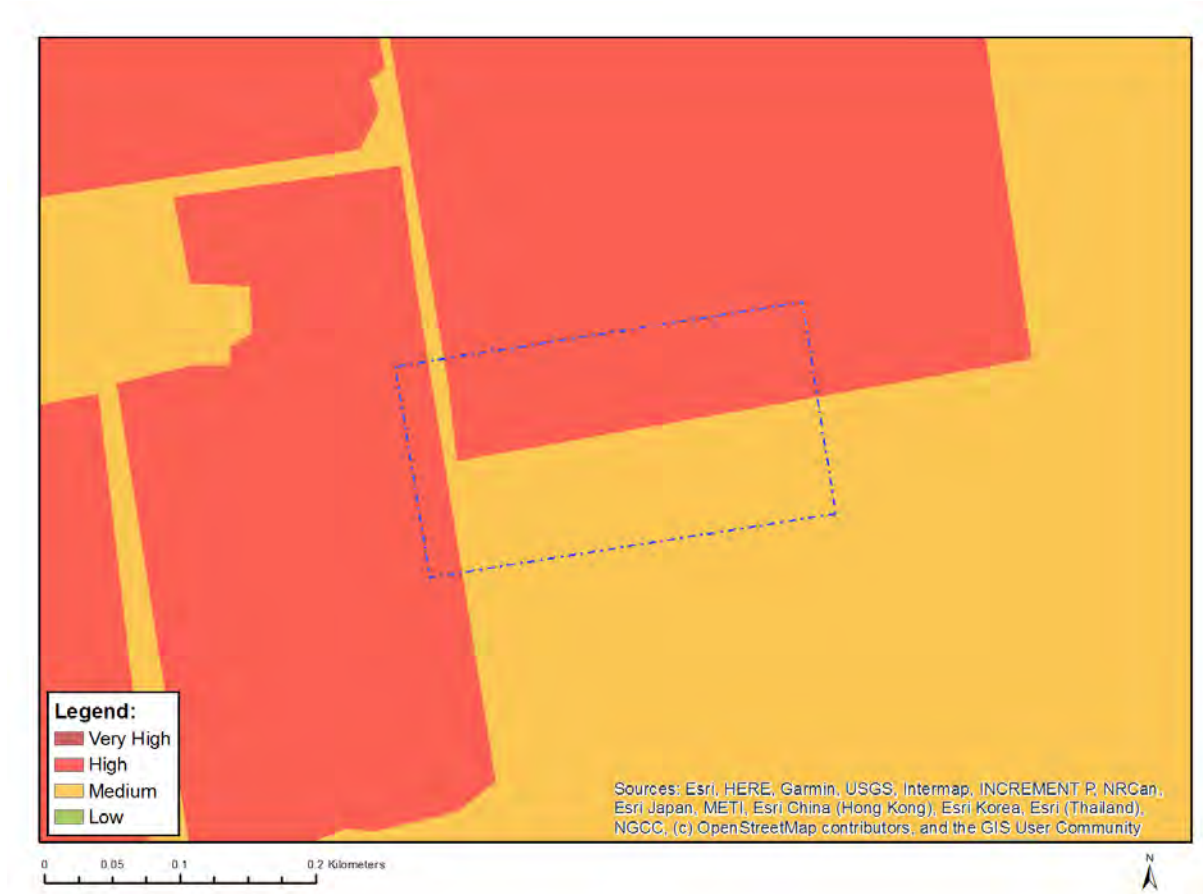 Legend:
Very High
High
Medium
Low
Sources: Esri, HERE, Garmin, USGS, Intermap, INCREMENT P, NRCan,
Esri Japan, METI, Esri China (Hong Kong), Esri Korea, Esri (Thailand),
NGCC, (c) OpenStreetMap contributors, and the GIS User Community
0 0.05 0.1 0.2 Kilometers
N